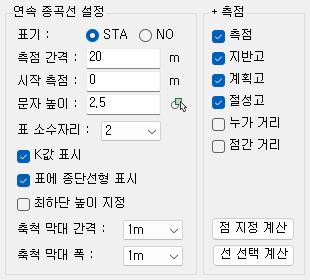 연속 종곡선 설정
표기 : STA NO
측점 간격: 20 m
시작 측점: 0 m
문자 높이: 2,5
표 소수자리 : 2
K값 표시
표에 종단선형 표시
최하단 높이 지정
축척 막대 간격 : 1m
축척 막대 폭 : 1m
+ 측점
측점
지반고
계획고
절성고
누가 거리
점간 거리
점 지정 계산
선 선택 계산